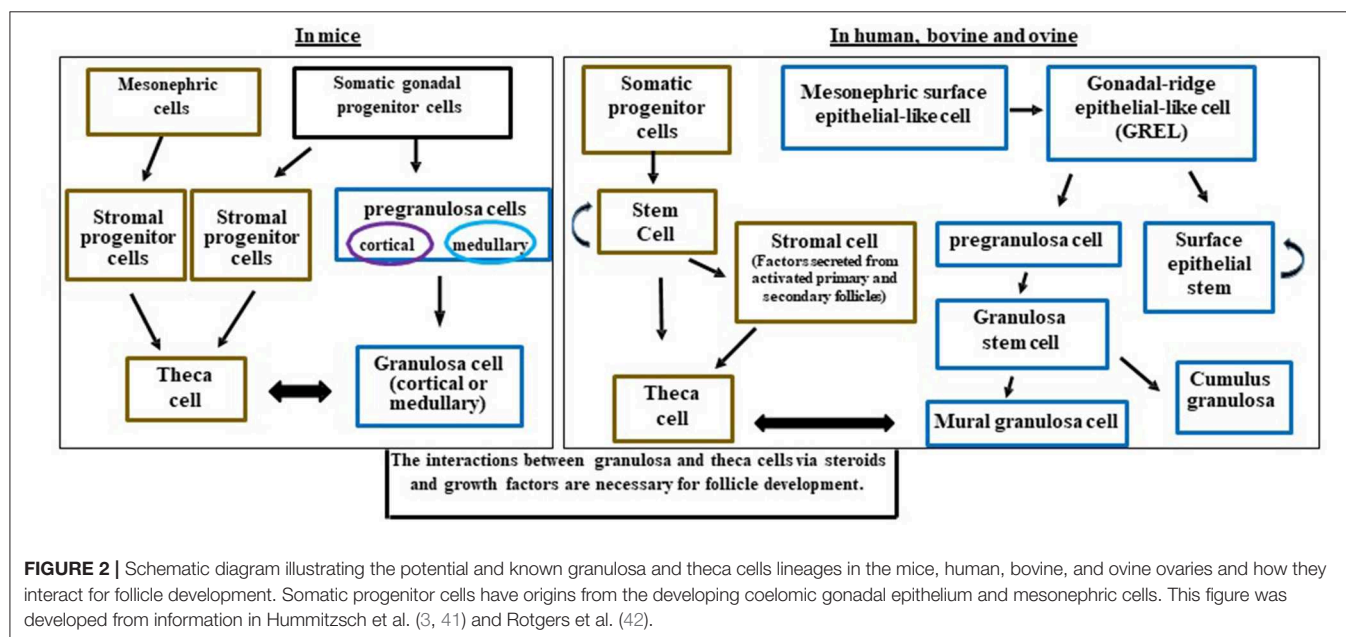 In mice
Mesonephric
cells
Somatic gonadal
progenitor cells
Stromal
progenitor
cells
Stromal
progenitor
cells
pregranulosa cells
cortical
medullary
Theca
cell
Granulosa cell
(cortical or
medullary)
In human, bovine and ovine
Somatic
progenitor
cells
Mesonephric surface
epithelial-like cell
Gonadal-ridge
epithelial-like cell
(GREL)
Stem
Cell
Stromal cell
(Factors secreted from
activated primary and
secondary follicles)
pregranulosa cell
Surface
epithelial
stem
Granulosa
stem cell
Theca
cell
Mural granulosa cell
Cumulus
granulosa
The interactions between granulosa and theca cells via steroids
and growth factors are necessary for follicle development.
FIGURE 2 | Schematic diagram illustrating the potential and known granulosa and theca cells lineages in the mice, human, bovine, and ovine ovaries and how they
interact for follicle development. Somatic progenitor cells have origins from the developing coelomic gonadal epithelium and mesonephric cells. This figure was
developed from information in Hummitzsch et al. (3, 41) and Rotgers et al. (42).